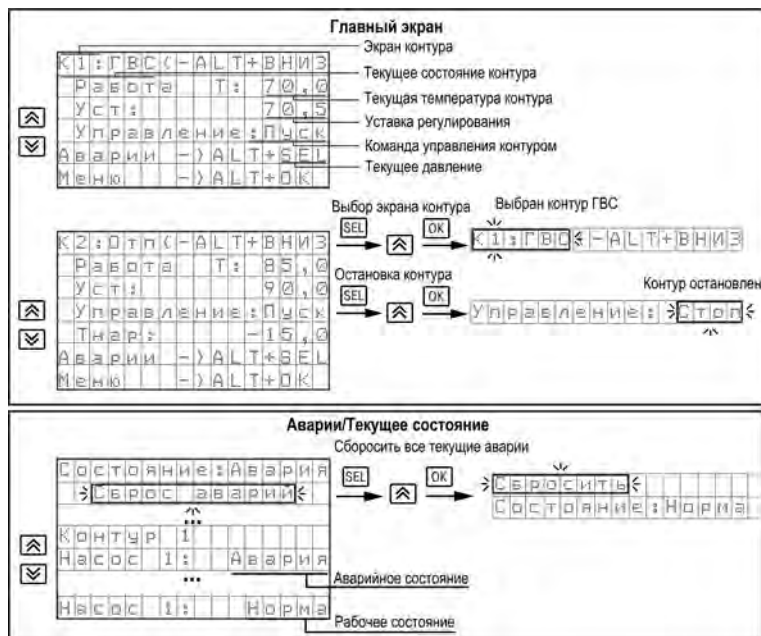 Главный экран
Экран контура
К1:ГВС(-ALT+ВНИЗ
Текущее состояние контура
Работа Т: 70,0
Текущая температура контура
Уст: 70,5
Уставка регулирования
Управление:Пуск
Команда управления контуром
Аварии -)ALT+SEL
Текущее давление
Меню -)ALT+OK
Выбор экрана контура
Выбран контур ГВС
SEL OK
К2:Отп(-ALT+ВНИЗ
К1:ГВС(-ALT+ВНИЗ
Работа Т: 85,0
Остановка контура
Контур остановлен
Уст: 90,0
SEL OK
Управление:Пуск
Управление: Стоп
Тнар: -15,0
Аварии -)ALT+SEL
Меню -)ALT+OK
Аварии/Текущее состояние
Сборосить все текущие аварии
Состояние:Авария
SEL OK
Сброс аварий
Сбросить
Состояние:Норма
...
Контур 1
Насос 1: Авария
...
Аварийное состояние
Насос 1: Норма
Рабочее состояние